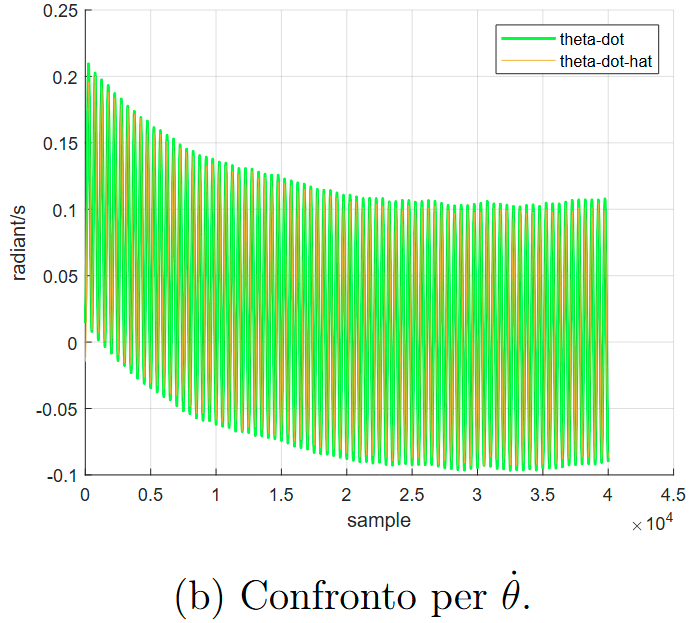 0.25
theta-dot
theta-dot-hat
0.2
0.15
0.1
radiant/s
0.05
0
-0.05
-0.1
0 0.5 1 1.5 2 2.5 3 3.5 4 4.5
sample
×10⁴
(b) Confronto per θ̇.